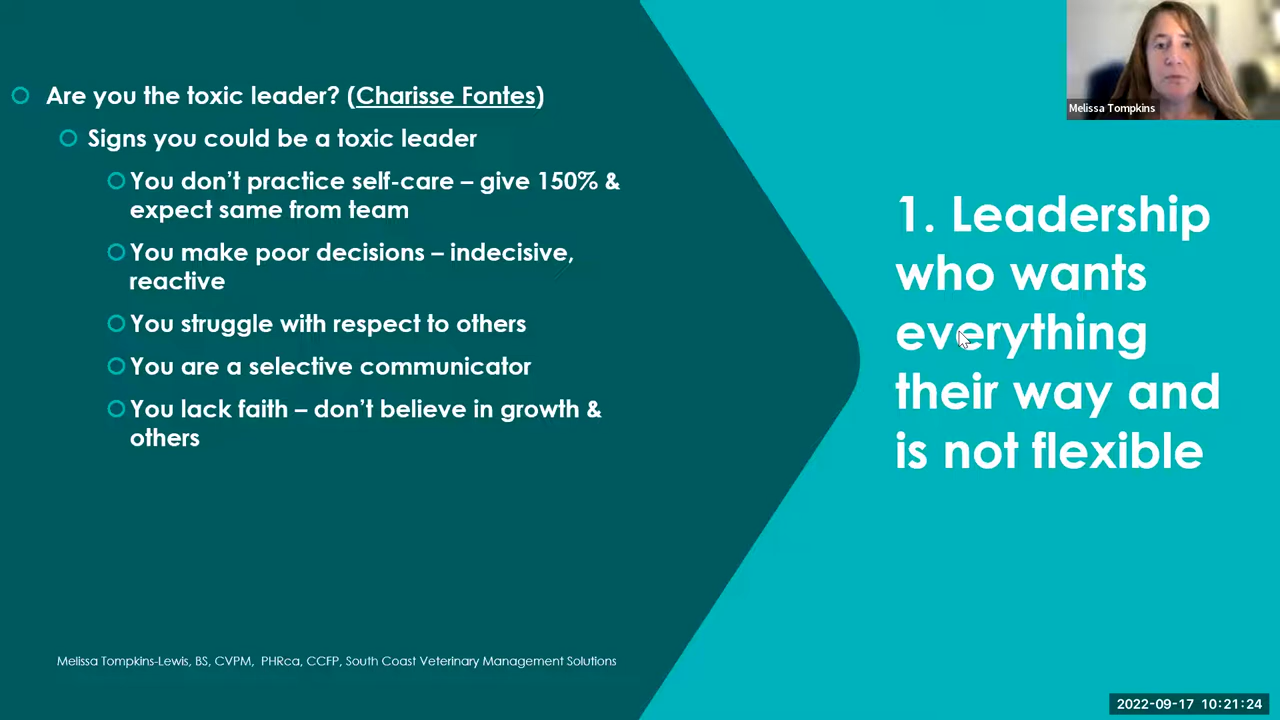 Are you the toxic leader? (Charisse Fontes)
Signs you could be a toxic leader
You don't practice self-care – give 150% &
expect same from team
You make poor decisions – indecisive,
reactive
You struggle with respect to others
You are a selective communicator
You lack faith – don't believe in growth &
others
Melissa Tompkins-Lewis, BS, CVPM,  PHRca, CCFP, South Coast Veterinary Management Solutions
Melissa Tompkins
1. Leadership
who wants
everything
their way and
is not flexible
2022-09-17 10:21:24